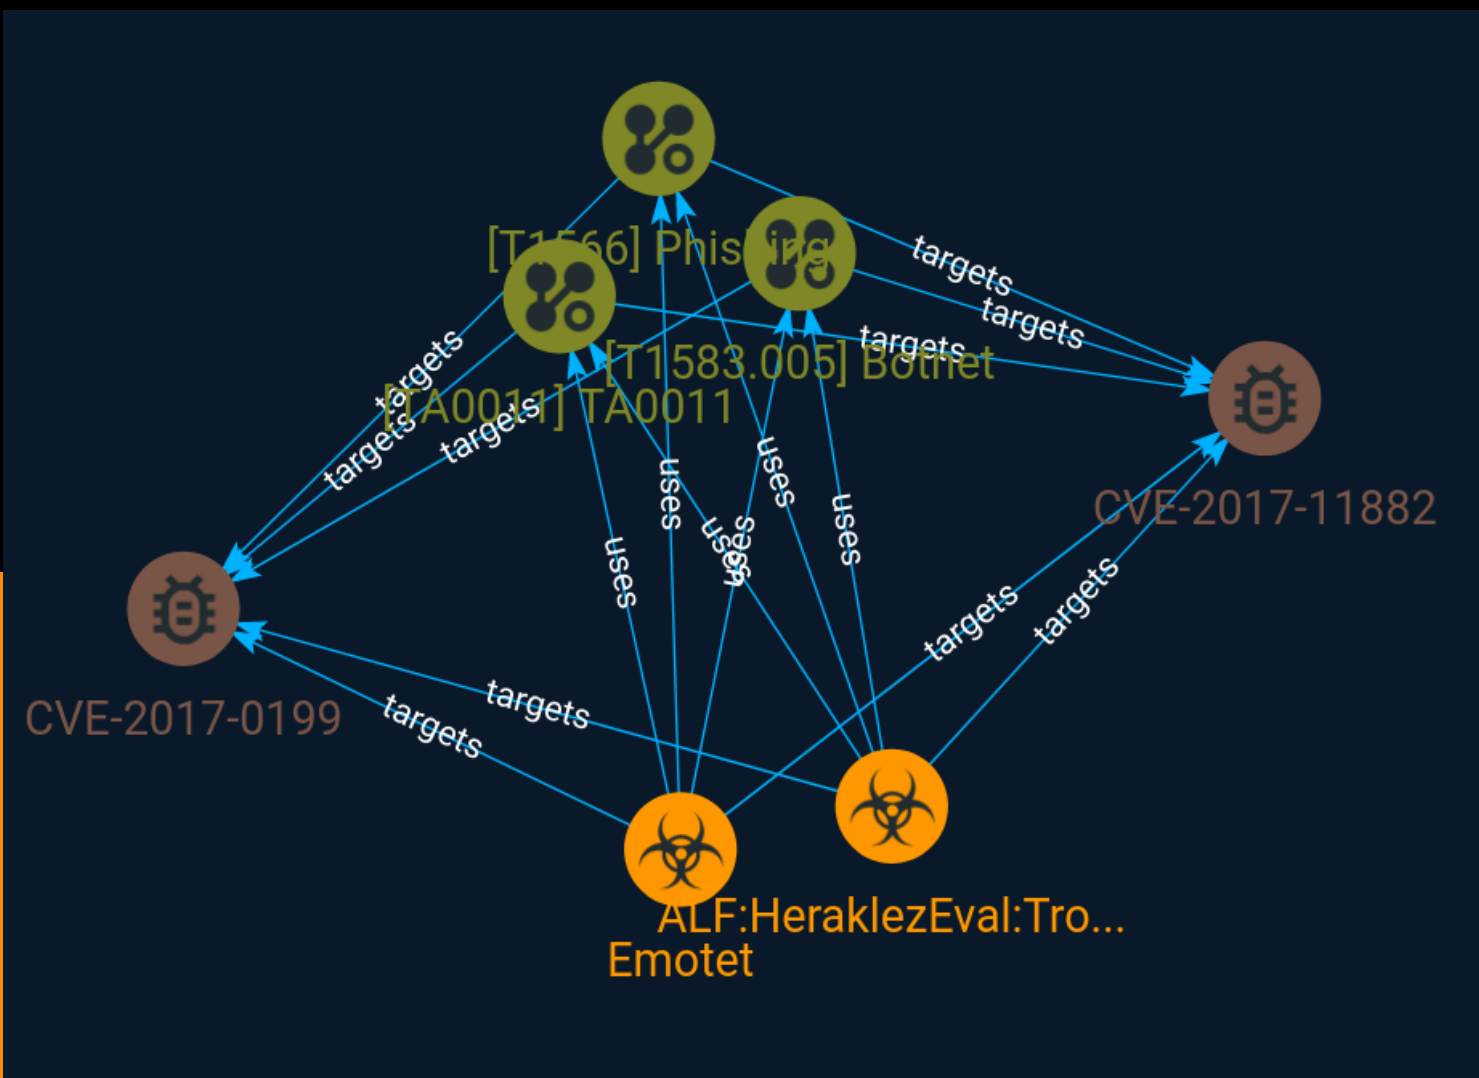 [T1566] Phishing
targets
targets
targets
targets
[T1583.005] Botnet
[TA0011] TA0011
targets
targets
uses
uses
uses
uses
uses
uses
CVE-2017-11882
targets
targets
CVE-2017-0199
targets
targets
ALF:HeraklezEval:Tro...
Emotet